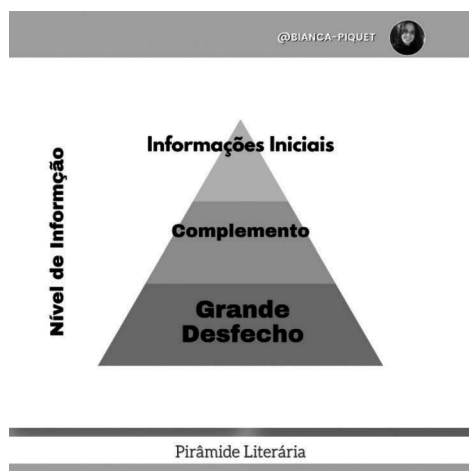 @BIANCA-PIQUET
Informações Iniciais
Nível de Informção
Complemento
Grande
Desfecho
Pirâmide Literária